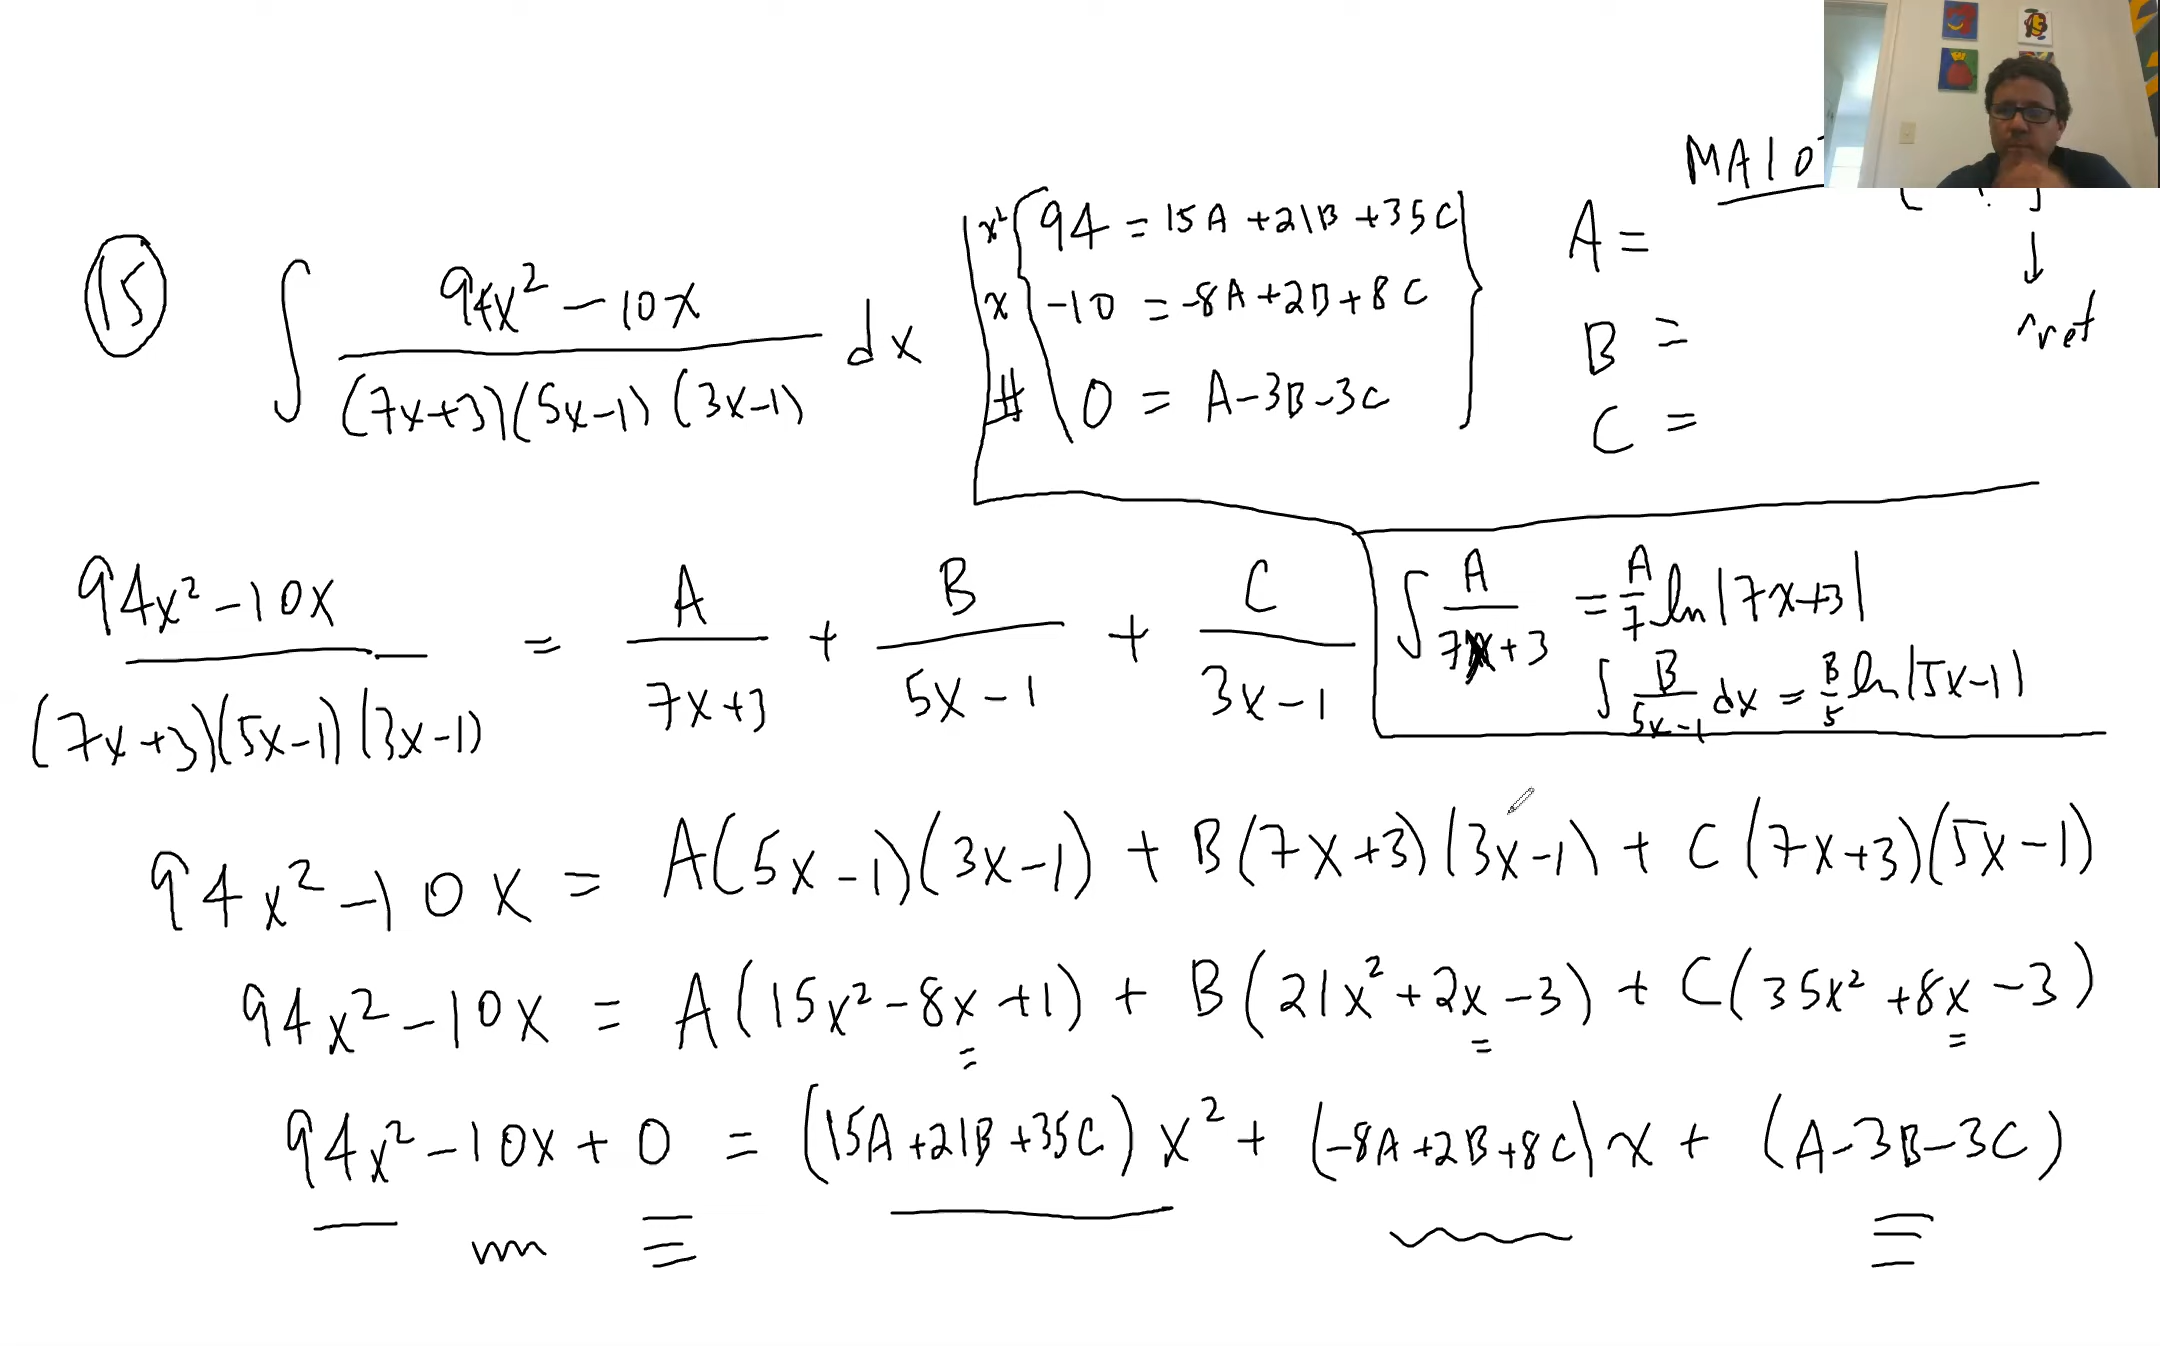 MA10
⑮ ∫ (94x² - 10x) / ((7x+3)(5x-1)(3x-1)) dx
x² 94 = 15A + 21B + 35C
x -10 = -8A + 2B + 8C
# 0 = A - 3B - 3C
A =
B =
C =
↓
rref
(94x² - 10x) / ((7x+3)(5x-1)(3x-1)) = A / (7x+3) + B / (5x-1) + C / (3x-1)
∫ A / (7x+3) = A/7 ln|7x+3|
∫ B / (5x-1) dx = B/5 ln|5x-1|
94x² - 10x = A(5x-1)(3x-1) + B(7x+3)(3x-1) + C(7x+3)(5x-1)
94x² - 10x = A(15x² - 8x + 1) + B(21x² + 2x - 3) + C(35x² + 8x - 3)
94x² - 10x + 0 = (15A + 21B + 35C)x² + (-8A + 2B + 8C)x + (A - 3B - 3C)